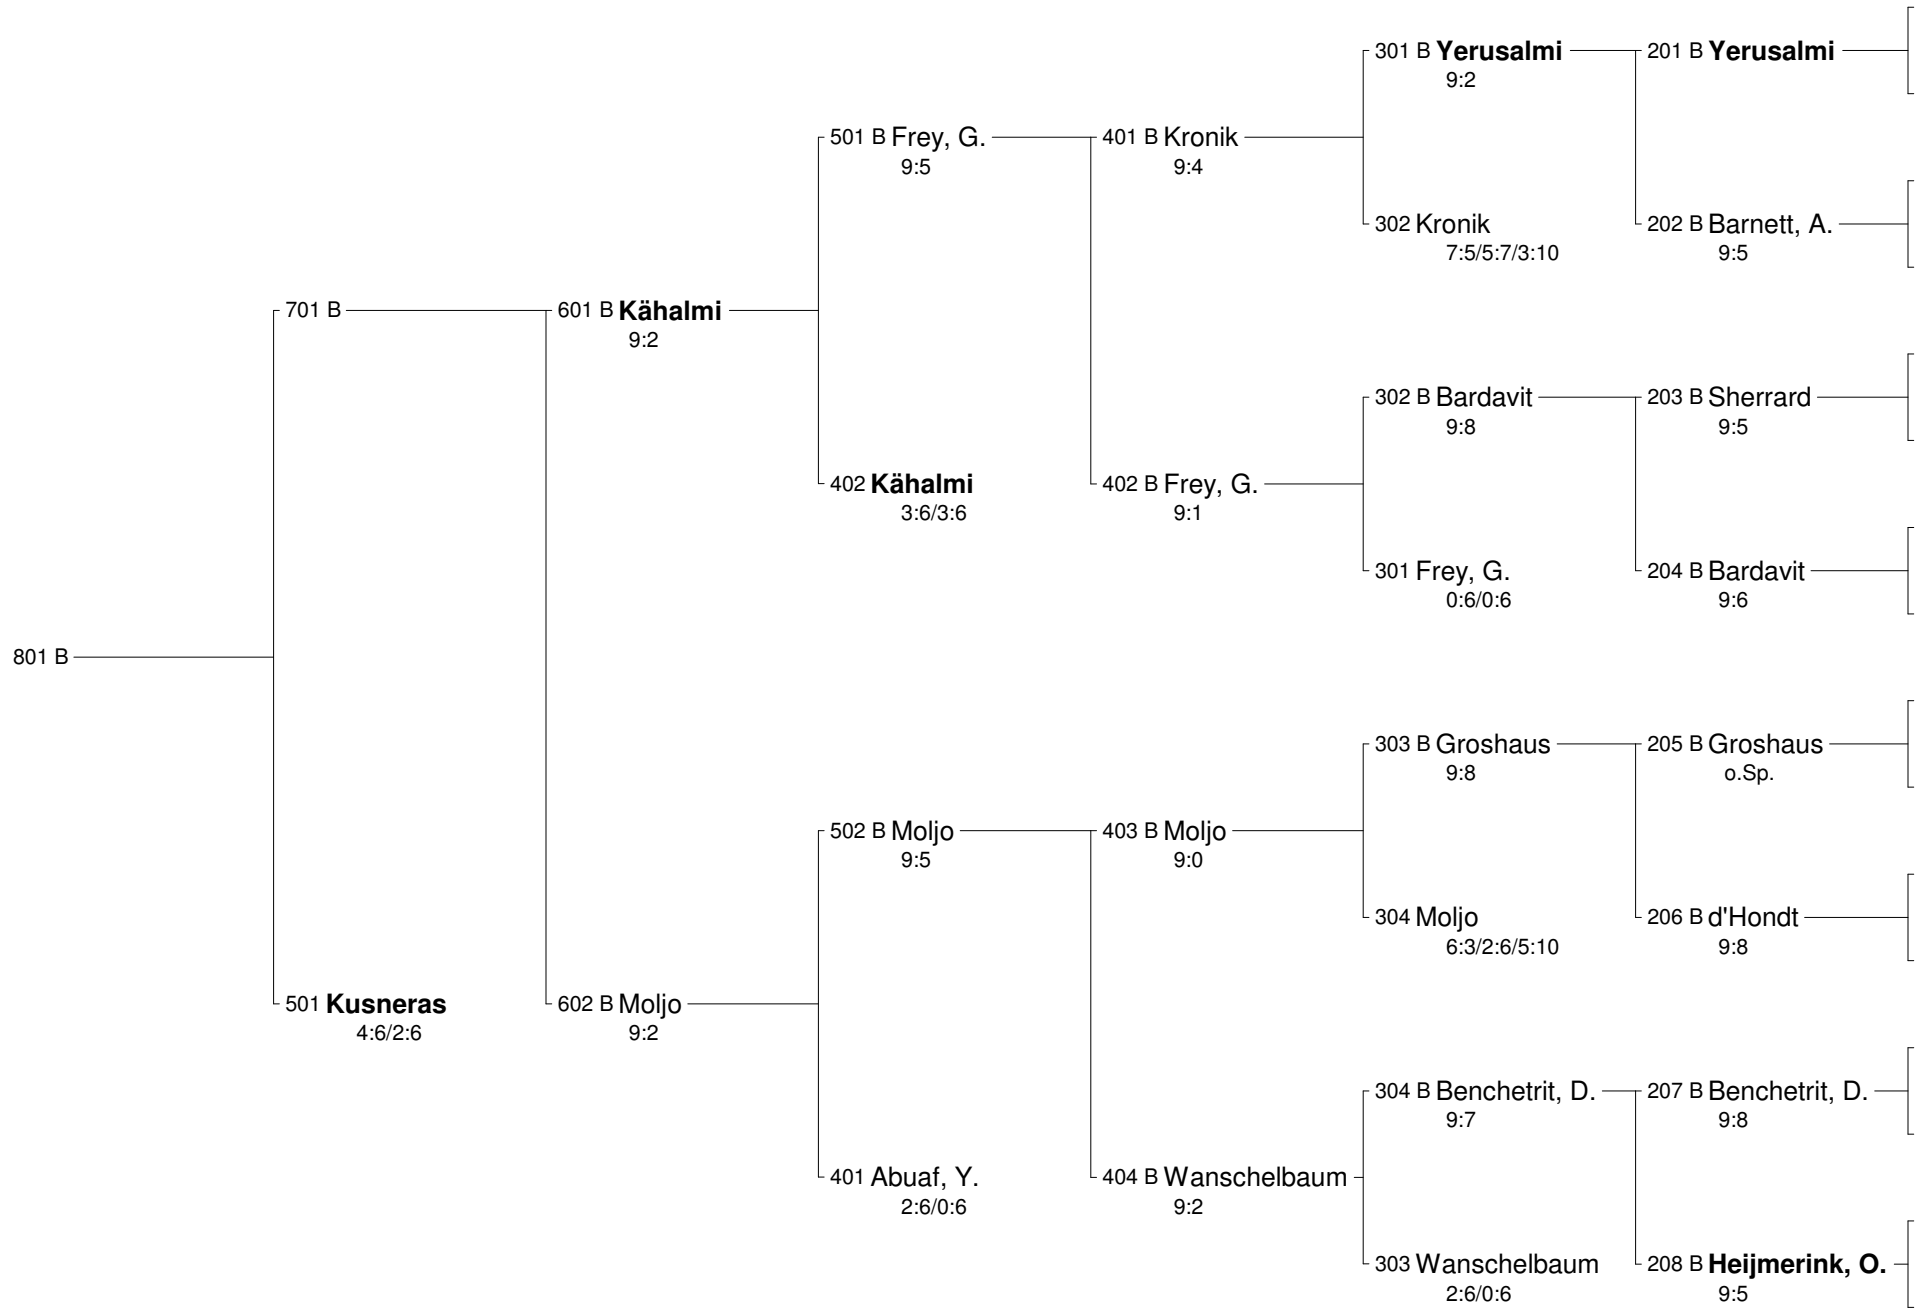 301 B Yerusalmi
9:2
201 B Yerusalmi
501 B Frey, G.
9:5
401 B Kronik
9:4
302 Kronik
7:5/5:7/3:10
202 B Barnett, A.
9:5
701 B
601 B Kähalmi
9:2
302 B Bardavit
9:8
203 B Sherrard
9:5
402 Kähalmi
3:6/3:6
402 B Frey, G.
9:1
301 Frey, G.
0:6/0:6
204 B Bardavit
9:6
801 B
303 B Groshaus
9:8
205 B Groshaus
o.Sp.
502 B Moljo
9:5
403 B Moljo
9:0
304 Moljo
6:3/2:6/5:10
206 B d'Hondt
9:8
501 Kusneras
4:6/2:6
602 B Moljo
9:2
304 B Benchetrit, D.
9:7
207 B Benchetrit, D.
9:8
401 Abuaf, Y.
2:6/0:6
404 B Wanschelbaum
9:2
303 Wanschelbaum
2:6/0:6
208 B Heijmerink, O.
9:5